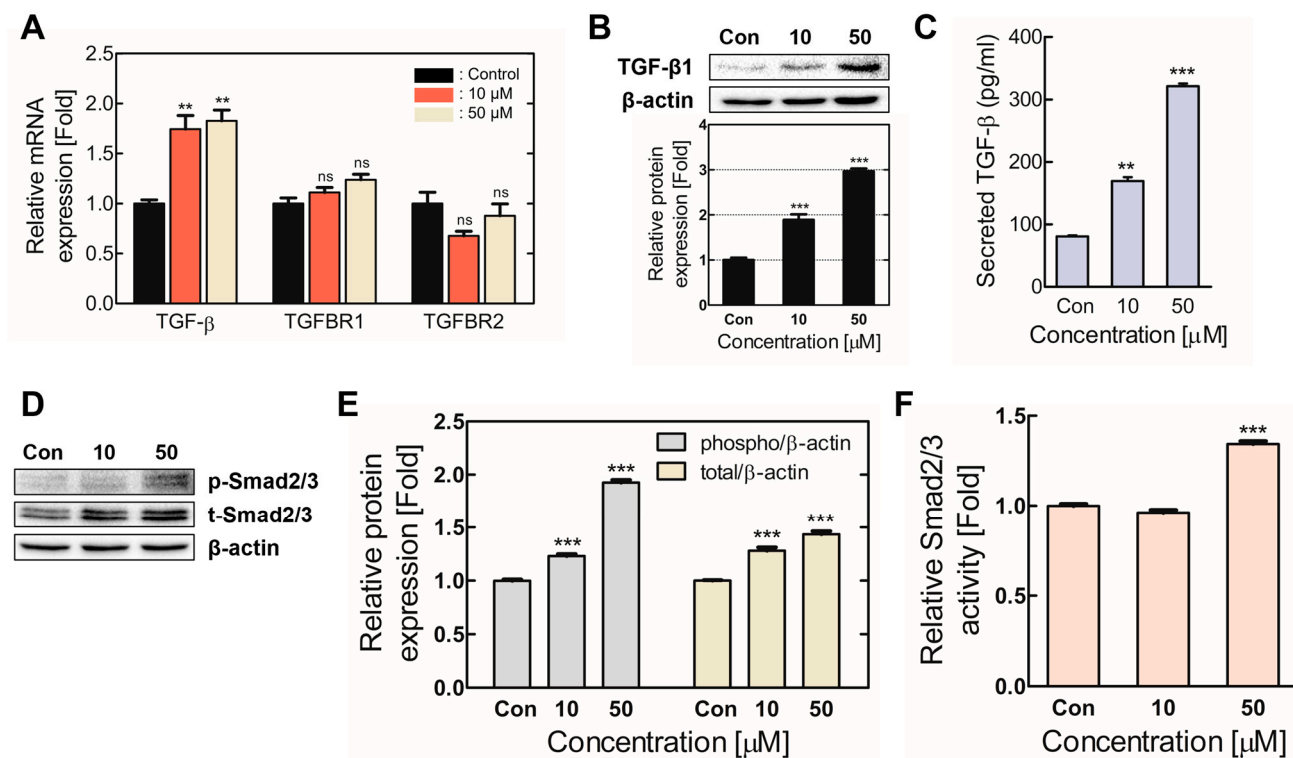 A
Relative mRNA
expression [Fold]
2.5
2.0
1.5
1.0
0.5
0.0
** **
ns ns
ns ns
: Control
: 10 μM
: 50 μM
TGF-β TGFBR1 TGFBR2
B
Con 10 50
TGF-β1
β-actin
Relative protein
expression [Fold]
4
3
2
1
0
***
***
Con 10 50
Concentration [μM]
C
Secreted TGF-β (pg/ml)
400
300
200
100
0
**
***
Con 10 50
Concentration [μM]
D
Con 10 50
p-Smad2/3
t-Smad2/3
β-actin
E
Relative protein
expression [Fold]
2.5
2.0
1.5
1.0
0.5
0.0
phospho/β-actin
total/β-actin
*** ***
*** ***
Con 10 50 Con 10 50
Concentration [μM]
F
Relative Smad2/3
activity [Fold]
1.5
1.0
0.5
0.0
***
Con 10 50
Concentration [μM]